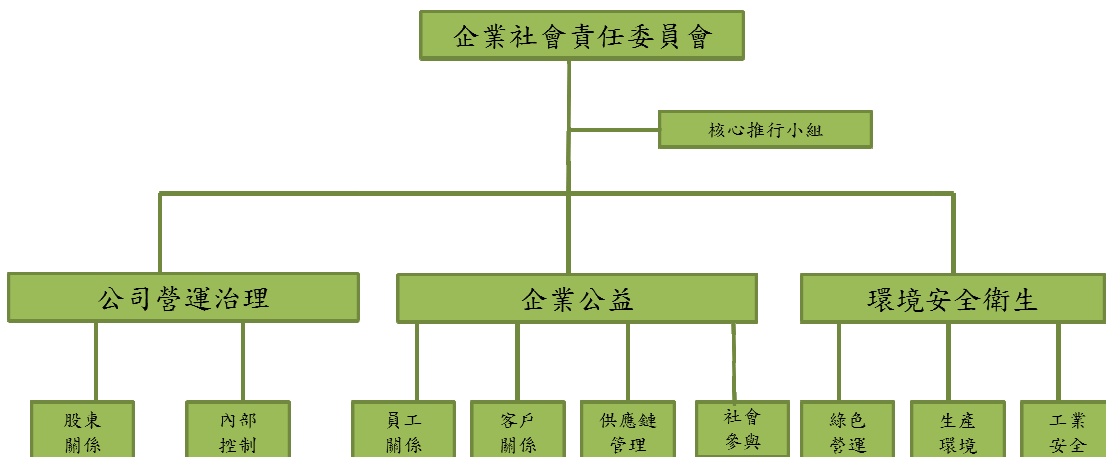 企業社會責任委員會
核心推行小組
公司營運治理
企業公益
環境安全衛生
股東
關係
內部
控制
員工
關係
客戶
關係
供應鏈
管理
社會
參與
綠色
營運
生產
環境
工業
安全